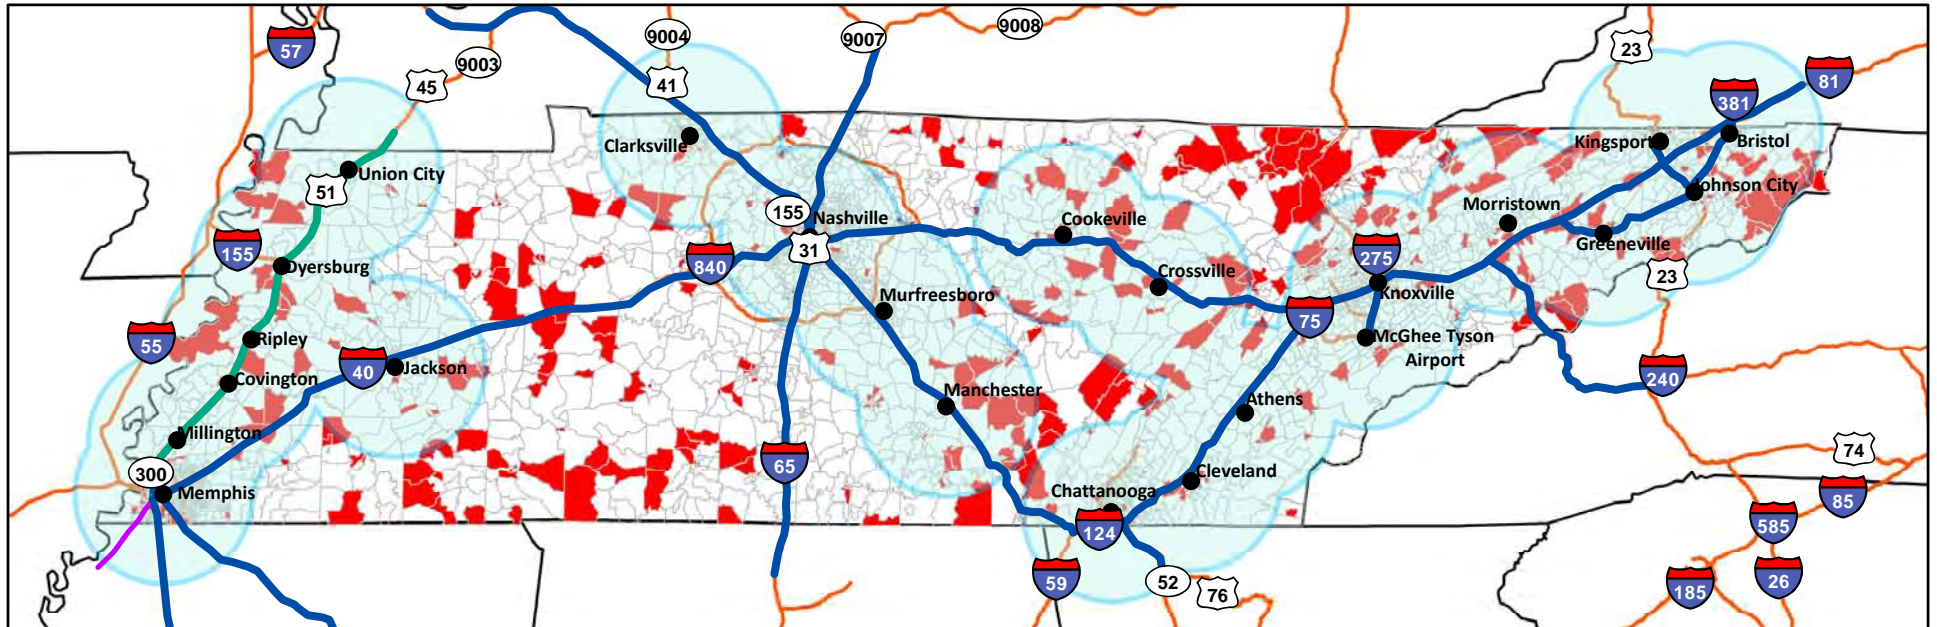 57
9004
9007
9008
23
9003
45
41
381
81
Clarksville
Kingsport
Bristol
Union City
51
155
Nashville
Cookeville
Morristown
Johnson City
155
31
840
275
Greeneville
23
Dyersburg
Crossville
Knoxville
Murfreesboro
75
55
Ripley
McGhee Tyson
Airport
40
Jackson
Covington
240
Manchester
Athens
Millington
65
74
300
Memphis
Cleveland
Chattanooga
85
124
585
59
52
76
185
26